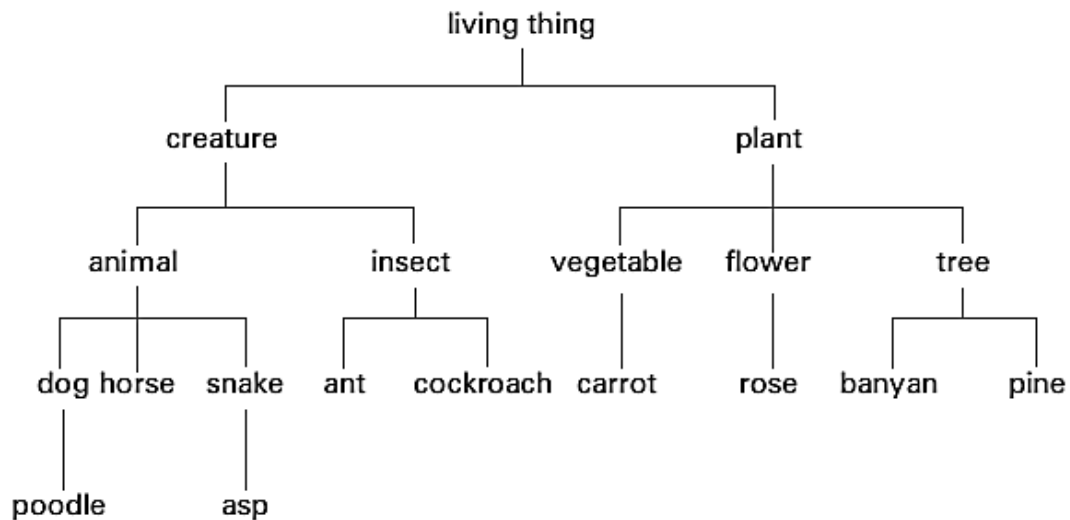 living thing
creature plant
animal insect vegetable flower tree
dog horse snake ant cockroach carrot rose banyan pine
poodle asp